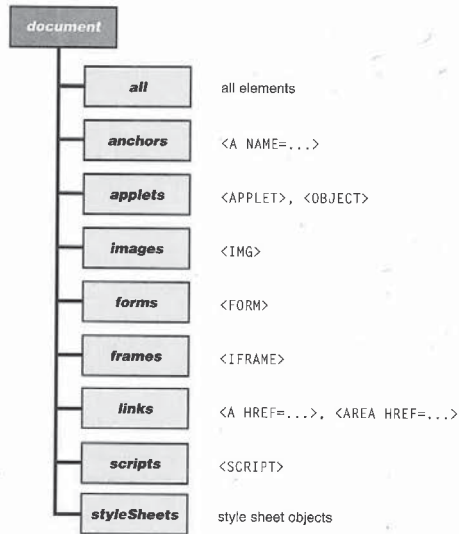 document
all all elements
anchors <A NAME=...>
applets <APPLET>, <OBJECT>
images <IMG>
forms <FORM>
frames <IFRAME>
links <A HREF=...>, <AREA HREF=...>
scripts <SCRIPT>
styleSheets style sheet objects